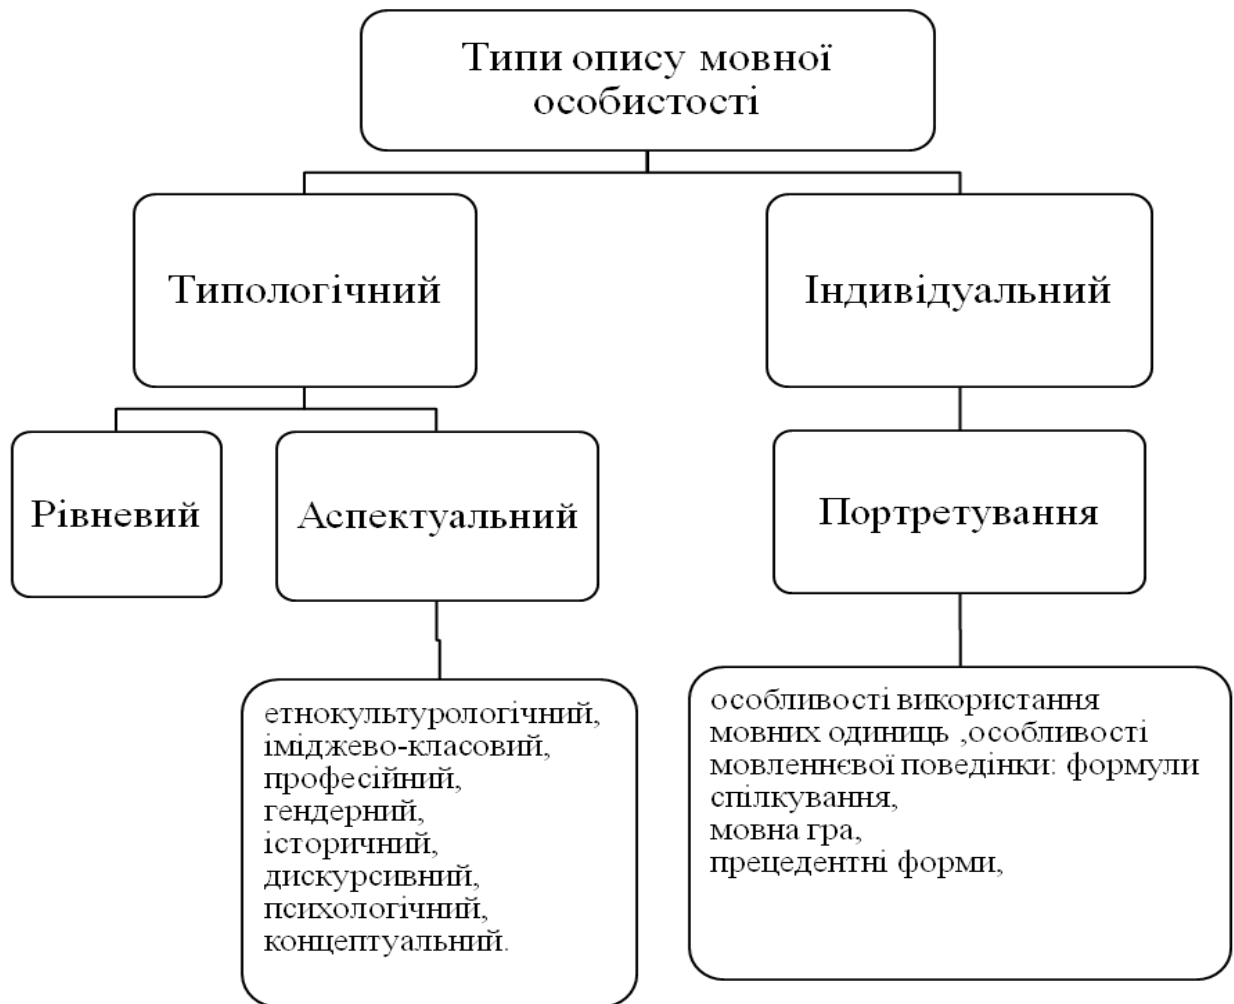 Типи опису мовної
особистості
Типологічний
Індивідуальний
Рівневий
Аспектуальний
Портретування
етнокультурологічний,
іміджево-класовий,
професійний,
гендерний,
історичний,
дискурсивний,
психологічний,
концептуальний.
особливості використання
мовних одиниць ,особливості
мовленнєвої поведінки: формули
спілкування,
мовна гра,
прецедентні форми,